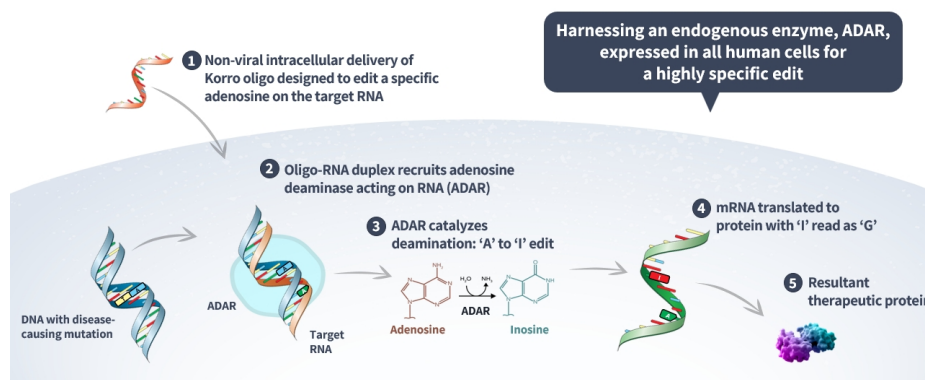 Harnessing an endogenous enzyme, ADAR,
expressed in all human cells for
a highly specific edit
1 Non-viral intracellular delivery of
Korro oligo designed to edit a specific
adenosine on the target RNA
2 Oligo-RNA duplex recruits adenosine
deaminase acting on RNA (ADAR)
3 ADAR catalyzes
deamination: ‘A’ to ‘I’ edit
4 mRNA translated to
protein with ‘I’ read as ‘G’
5 Resultant
therapeutic protein
DNA with disease-
causing mutation
ADAR
Target
RNA
NH₂
N
N
N
N
Adenosine
H₂O
NH₃
ADAR
O
N
NH
N
N
Inosine
I
A